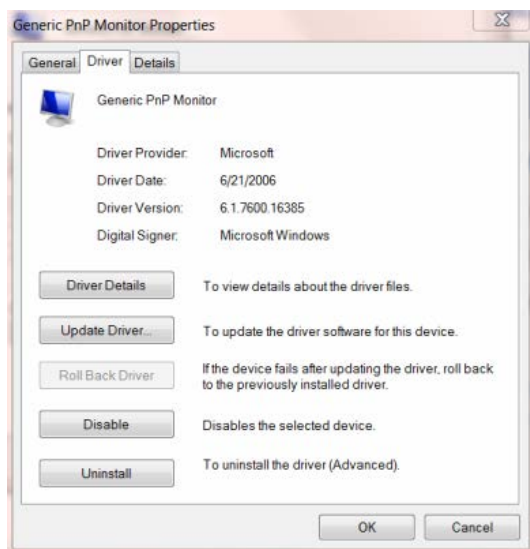 Generic PnP Monitor Properties
General Driver Details
Generic PnP Monitor
Driver Provider: Microsoft
Driver Date: 6/21/2006
Driver Version: 6.1.7600.16385
Digital Signer: Microsoft Windows
Driver Details To view details about the driver files.
Update Driver... To update the driver software for this device.
Roll Back Driver If the device fails after updating the driver, roll back
to the previously installed driver.
Disable Disables the selected device.
Uninstall To uninstall the driver (Advanced).
OK Cancel